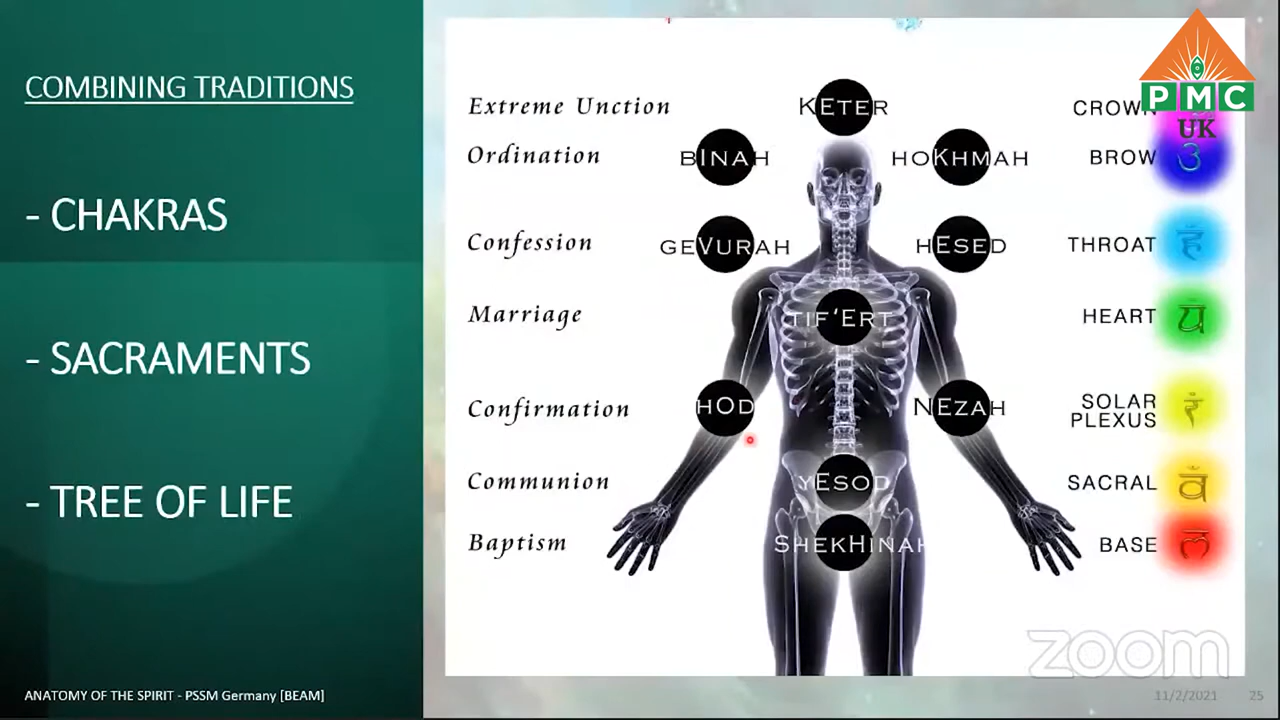 COMBINING TRADITIONS
- CHAKRAS
- SACRAMENTS
- TREE OF LIFE
ANATOMY OF THE SPIRIT - PSSM Germany [BEAM]
Extreme Unction
KETER
CROWN
Ordination
BINAH
HOKHMAH
BROW
Confession
GEVURAH
HESED
THROAT
हं
Marriage
TIF'ERT
HEART
यं
Confirmation
HOD
NEZAH
SOLAR
PLEXUS
रं
Communion
YESOD
SACRAL
वं
Baptism
SHEKHINAH
BASE
PMC
UK
zoom
11/2/2021
25